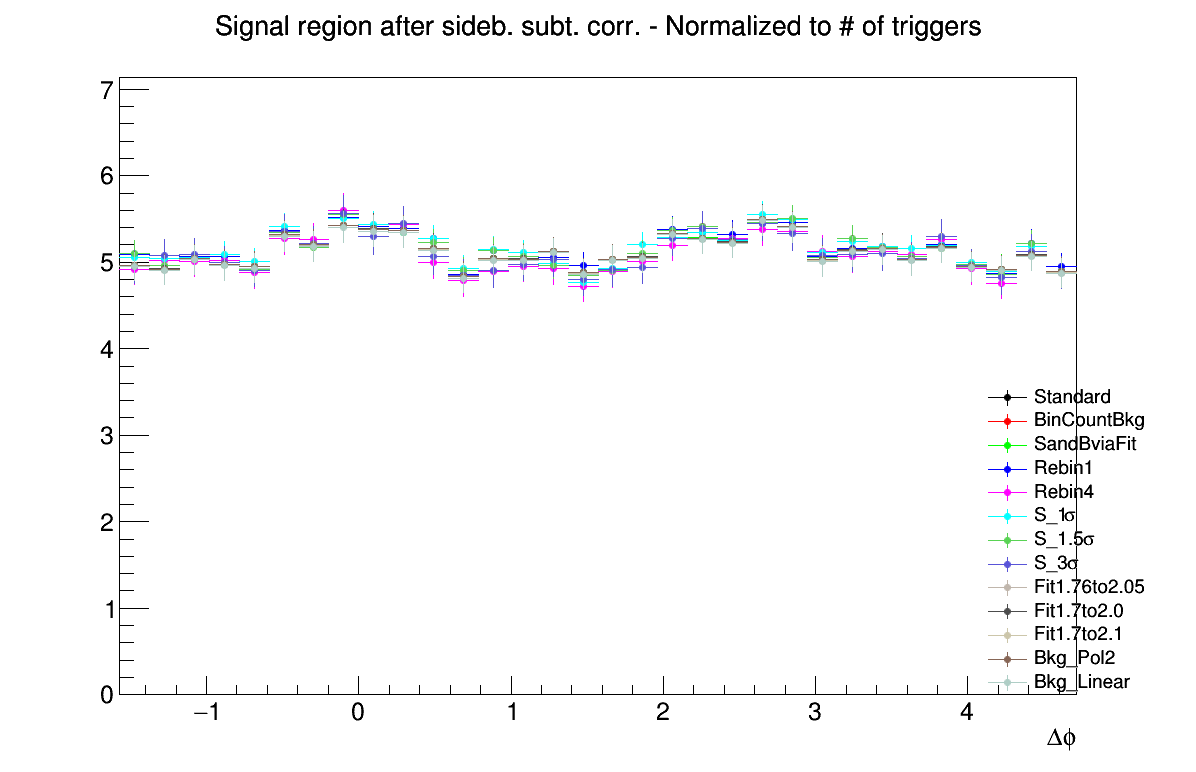 Signal region after sideb. subt. corr. - Normalized to # of triggers
7
6
5
4
3
2
1
0
−1
0
1
2
3
4
Δϕ
Standard
BinCountBkg
SandBviaFit
Rebin1
Rebin4
S_1σ
S_1.5σ
S_3σ
Fit1.76to2.05
Fit1.7to2.0
Fit1.7to2.1
Bkg_Pol2
Bkg_Linear